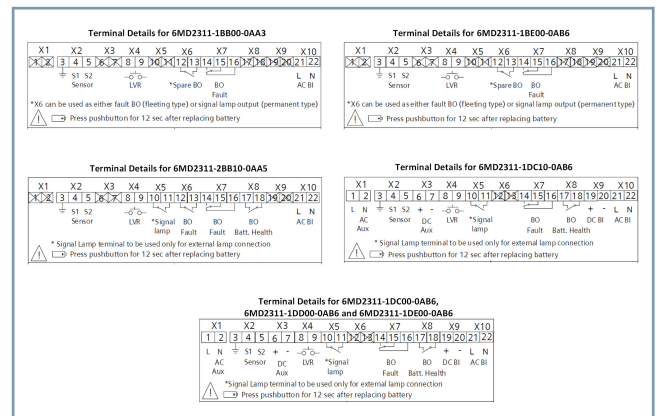 Terminal Details for 6MD2311-1BB00-0AA3
X1 X2 X3 X4 X5 X6 X7 X8 X9 X10
1 2 3 4 5 6 7 8 9 10 11 12 13 14 15 16 17 18 19 20 21 22
S1 S2 L N
Sensor LVR *Spare BO BO AC BI
Fault
*X6 can be used as either fault BO (fleeting type) or signal lamp output (permanent type)
Press pushbutton for 12 sec after replacing battery
Terminal Details for 6MD2311-1BE00-0AB6
X1 X2 X3 X4 X5 X6 X7 X8 X9 X10
1 2 3 4 5 6 7 8 9 10 11 12 13 14 15 16 17 18 19 20 21 22
S1 S2 L N
Sensor LVR *Spare BO BO AC BI
Fault
*X6 can be used as either fault BO (fleeting type) or signal lamp output (permanent type)
Press pushbutton for 12 sec after replacing battery
Terminal Details for 6MD2311-2BB10-0AA5
X1 X2 X3 X4 X5 X6 X7 X8 X9 X10
1 2 3 4 5 6 7 8 9 10 11 12 13 14 15 16 17 18 19 20 21 22
S1 S2 L N
Sensor LVR *Signal BO BO BO AC BI
lamp Fault Fault Batt. Health
* Signal Lamp terminal to be used only for external lamp connection
Press pushbutton for 12 sec after replacing battery
Terminal Details for 6MD2311-1DC10-0AB6
X1 X2 X3 X4 X5 X6 X7 X8 X9 X10
1 2 3 4 5 6 7 8 9 10 11 12 13 14 15 16 17 18 19 20 21 22
L N S1 S2 + - + - L N
AC Sensor DC LVR *Signal BO BO DC BI AC BI
Aux Aux lamp Fault Batt. Health
* Signal Lamp terminal to be used only for external lamp connection
Press pushbutton for 12 sec after replacing battery
Terminal Details for 6MD2311-1DC00-0AB6,
6MD2311-1DD00-0AB6 and 6MD2311-1DE00-0AB6
X1 X2 X3 X4 X5 X6 X7 X8 X9 X10
1 2 3 4 5 6 7 8 9 10 11 12 13 14 15 16 17 18 19 20 21 22
L N S1 S2 + - + - L N
AC Sensor DC LVR *Signal BO BO DC BI AC BI
Aux Aux lamp Fault Batt. Health
*Signal Lamp terminal to be used only for external lamp connection
Press pushbutton for 12 sec after replacing battery